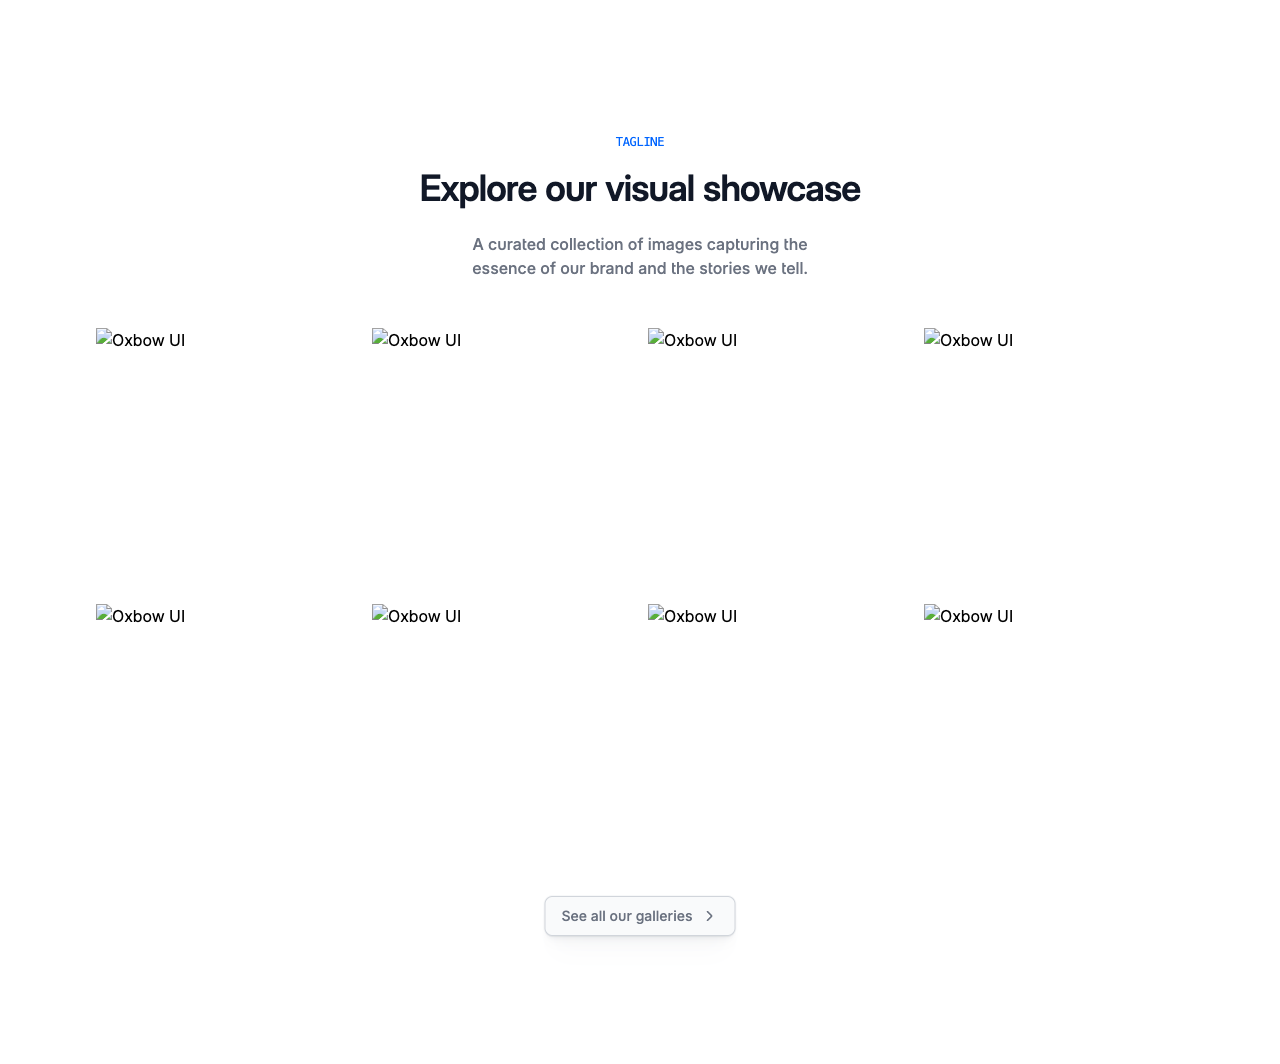 TAGLINE
Explore our visual showcase
A curated collection of images capturing the
essence of our brand and the stories we tell.
Oxbow UI
Oxbow UI
Oxbow UI
Oxbow UI
Oxbow UI
Oxbow UI
Oxbow UI
Oxbow UI
See all our galleries